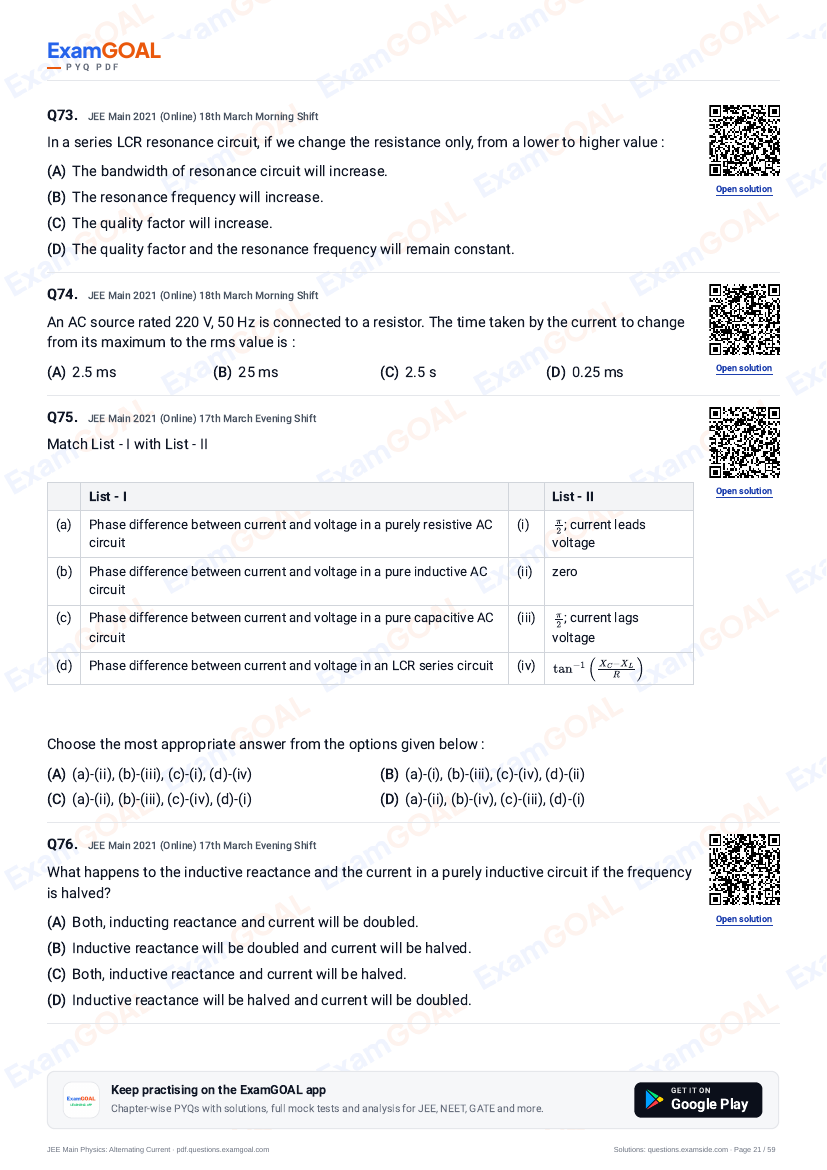 ExamGOAL
PYQ PDF
Q73. JEE Main 2021 (Online) 18th March Morning Shift
In a series LCR resonance circuit, if we change the resistance only, from a lower to higher value :
(A) The bandwidth of resonance circuit will increase.
(B) The resonance frequency will increase.
(C) The quality factor will increase.
(D) The quality factor and the resonance frequency will remain constant.
Open solution
Q74. JEE Main 2021 (Online) 18th March Morning Shift
An AC source rated 220 V, 50 Hz is connected to a resistor. The time taken by the current to change
from its maximum to the rms value is :
(A) 2.5 ms (B) 25 ms (C) 2.5 s (D) 0.25 ms
Open solution
Q75. JEE Main 2021 (Online) 17th March Evening Shift
Match List - I with List - II
Open solution
List - I List - II
(a) Phase difference between current and voltage in a purely resistive AC circuit (i) π/2; current leads voltage
(b) Phase difference between current and voltage in a pure inductive AC circuit (ii) zero
(c) Phase difference between current and voltage in a pure capacitive AC circuit (iii) π/2; current lags voltage
(d) Phase difference between current and voltage in an LCR series circuit (iv) tan⁻¹ ((X_C − X_L)/R)
Choose the most appropriate answer from the options given below :
(A) (a)-(ii), (b)-(iii), (c)-(i), (d)-(iv) (B) (a)-(i), (b)-(iii), (c)-(iv), (d)-(ii)
(C) (a)-(ii), (b)-(iii), (c)-(iv), (d)-(i) (D) (a)-(ii), (b)-(iv), (c)-(iii), (d)-(i)
Q76. JEE Main 2021 (Online) 17th March Evening Shift
What happens to the inductive reactance and the current in a purely inductive circuit if the frequency
is halved?
(A) Both, inducting reactance and current will be doubled.
(B) Inductive reactance will be doubled and current will be halved.
(C) Both, inductive reactance and current will be halved.
(D) Inductive reactance will be halved and current will be doubled.
Open solution
ExamGOAL
Keep practising on the ExamGOAL app
Chapter-wise PYQs with solutions, full mock tests and analysis for JEE, NEET, GATE and more.
GET IT ON
Google Play
JEE Main Physics: Alternating Current · pdf.questions.examgoal.com
Solutions: questions.examside.com · Page 21 / 59